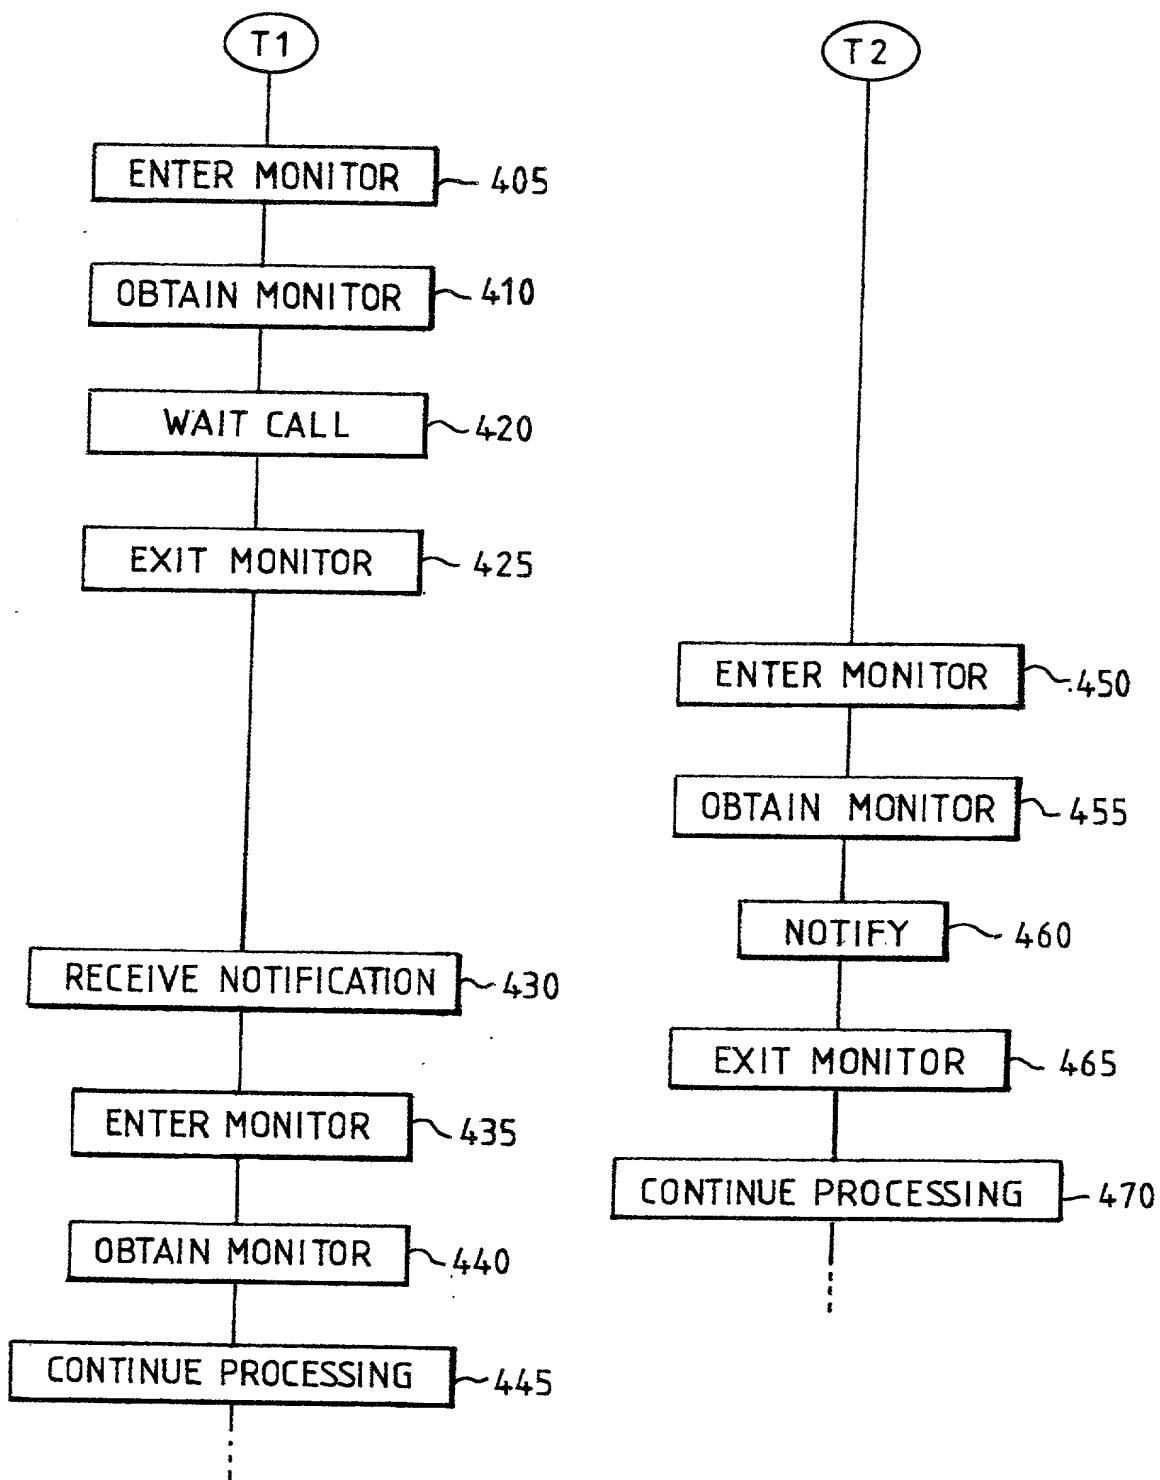 T1
ENTER MONITOR 405
OBTAIN MONITOR 410
WAIT CALL 420
EXIT MONITOR 425
RECEIVE NOTIFICATION 430
ENTER MONITOR 435
OBTAIN MONITOR 440
CONTINUE PROCESSING 445
T2
ENTER MONITOR 450
OBTAIN MONITOR 455
NOTIFY 460
EXIT MONITOR 465
CONTINUE PROCESSING 470